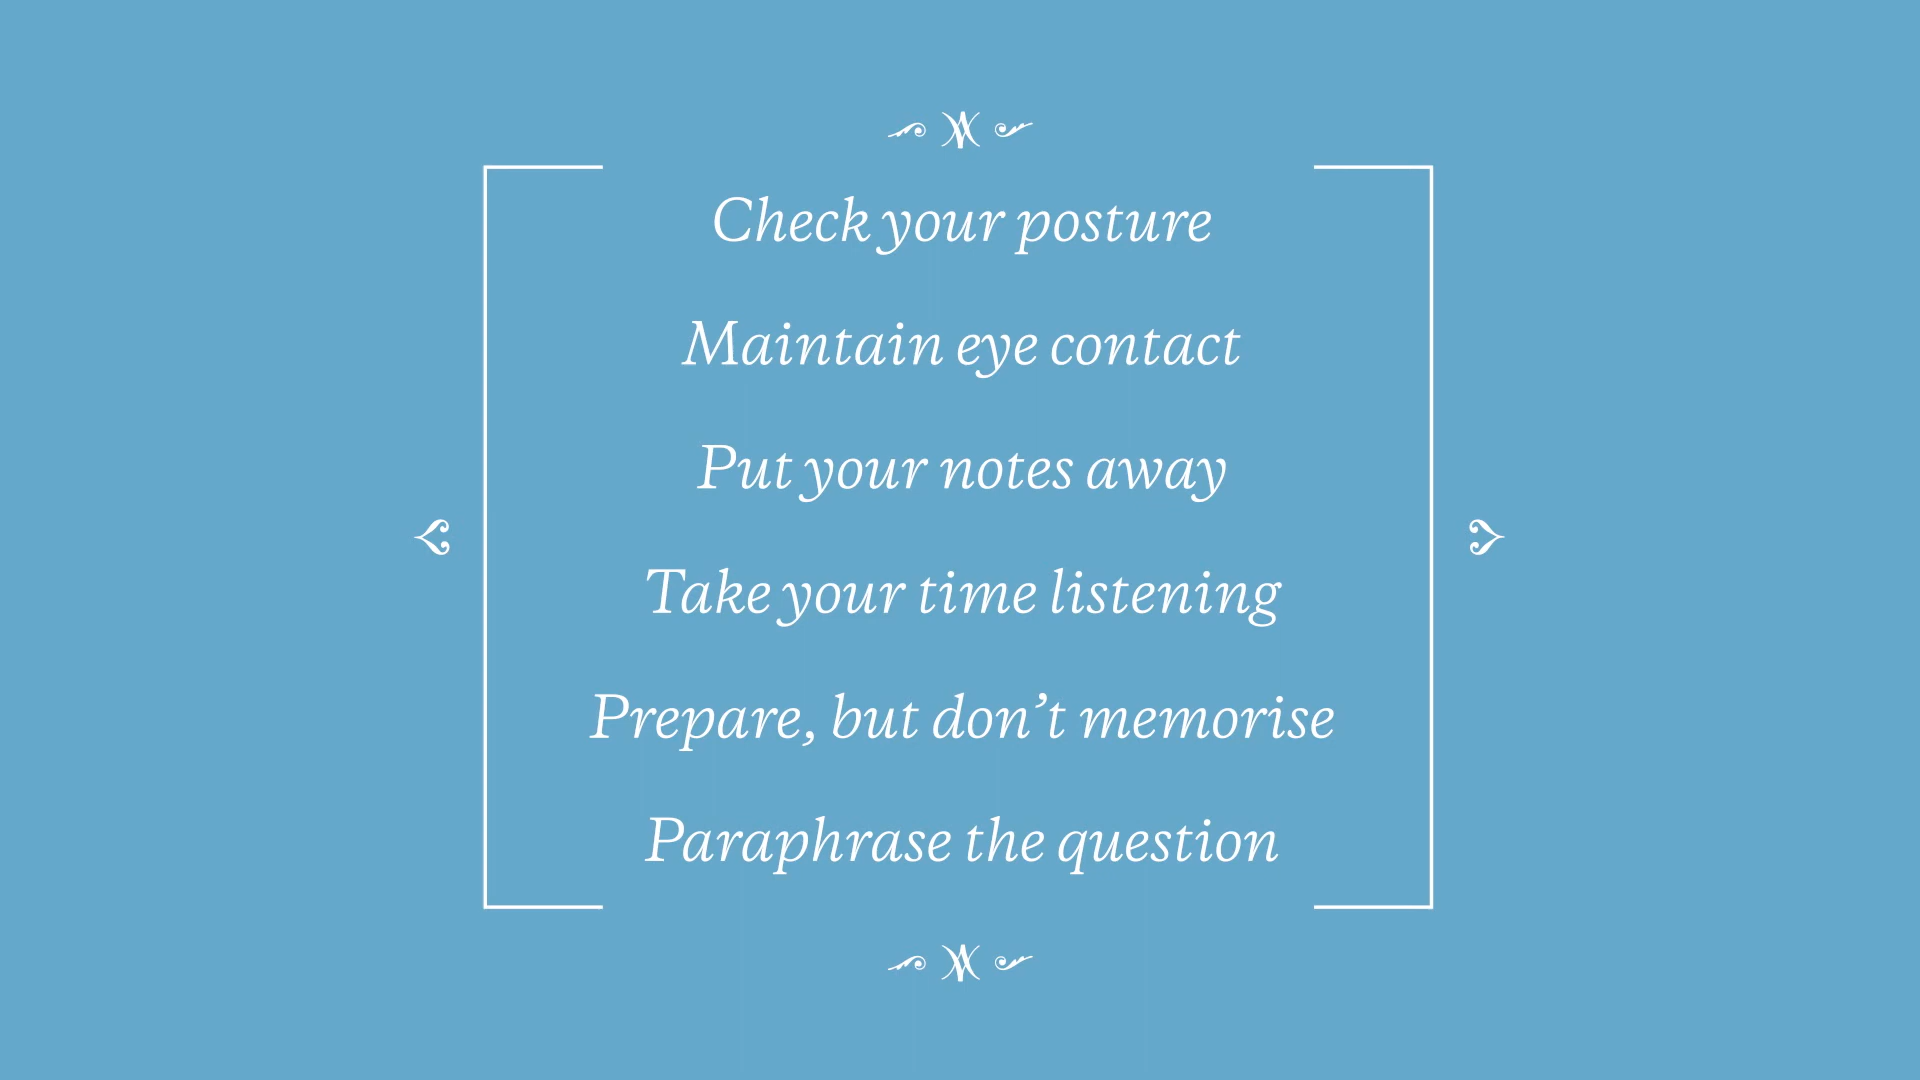 Check your posture
Maintain eye contact
Put your notes away
Take your time listening
Prepare, but don’t memorise
Paraphrase the question